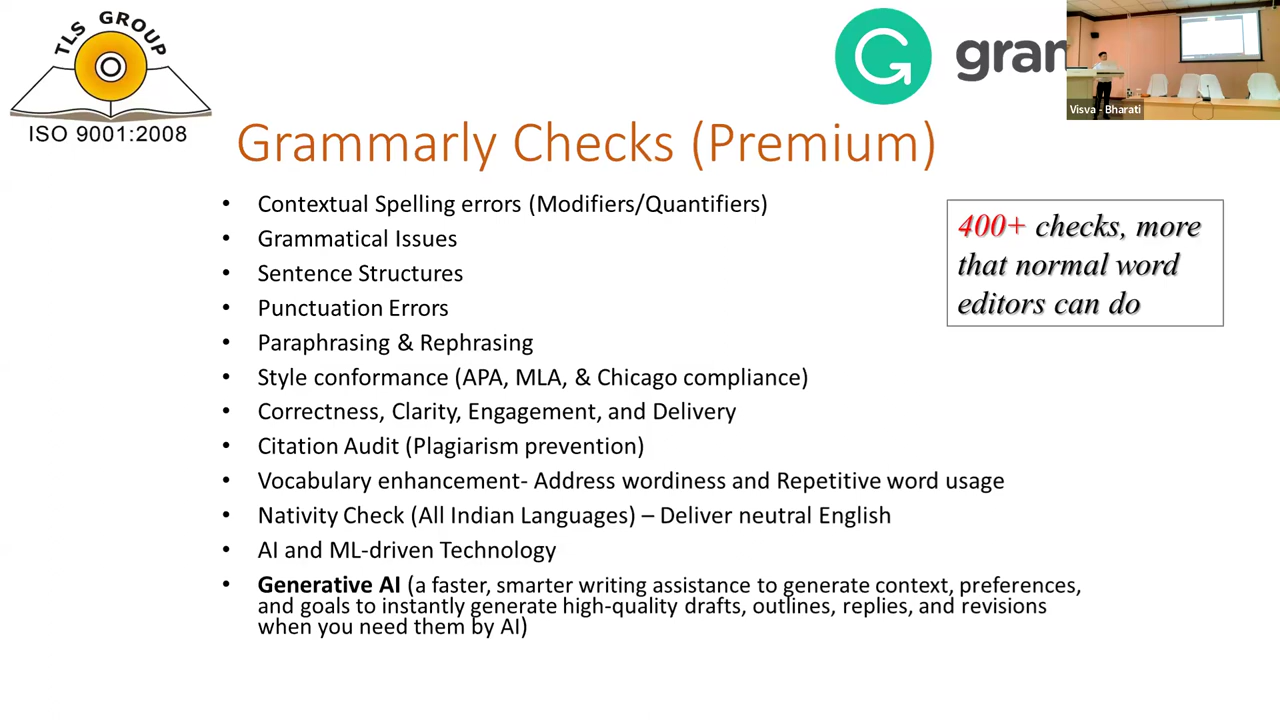 TLS GROUP
ISO 9001:2008
gram
Visva - Bharati
Grammarly Checks (Premium)
• Contextual Spelling errors (Modifiers/Quantifiers)
• Grammatical Issues
• Sentence Structures
• Punctuation Errors
• Paraphrasing & Rephrasing
• Style conformance (APA, MLA, & Chicago compliance)
• Correctness, Clarity, Engagement, and Delivery
• Citation Audit (Plagiarism prevention)
• Vocabulary enhancement- Address wordiness and Repetitive word usage
• Nativity Check (All Indian Languages) – Deliver neutral English
• AI and ML-driven Technology
• Generative AI (a faster, smarter writing assistance to generate context, preferences,
and goals to instantly generate high-quality drafts, outlines, replies, and revisions
when you need them by AI)
400+ checks, more
that normal word
editors can do